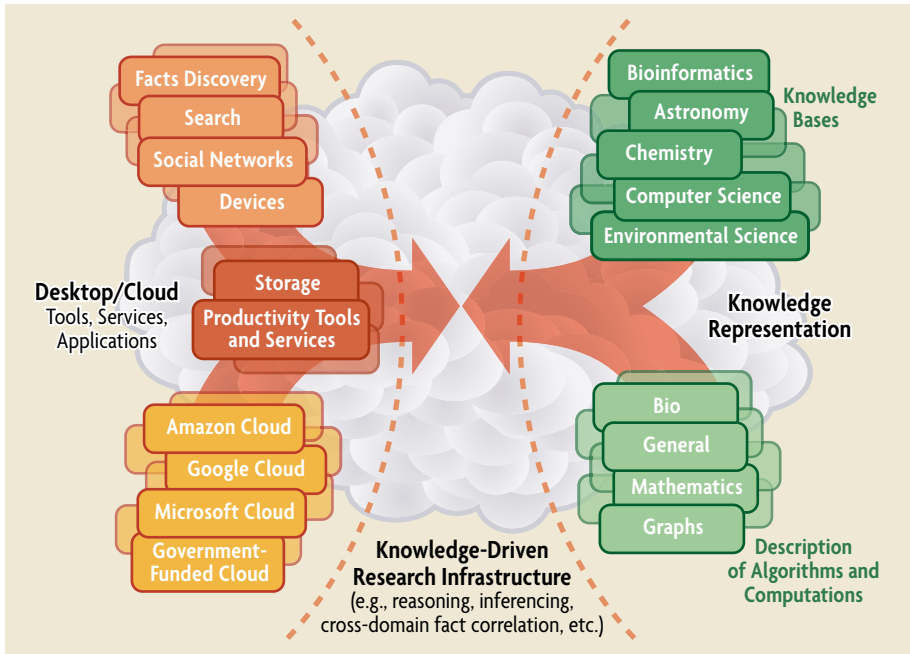 Facts Discovery
Search
Social Networks
Devices
Storage
Productivity Tools
and Services
Desktop/Cloud
Tools, Services,
Applications
Amazon Cloud
Google Cloud
Microsoft Cloud
Government-
Funded Cloud
Knowledge-Driven
Research Infrastructure
(e.g., reasoning, inferencing,
cross-domain fact correlation, etc.)
Bioinformatics
Astronomy
Chemistry
Computer Science
Environmental Science
Knowledge
Bases
Knowledge
Representation
Bio
General
Mathematics
Graphs
Description
of Algorithms and
Computations